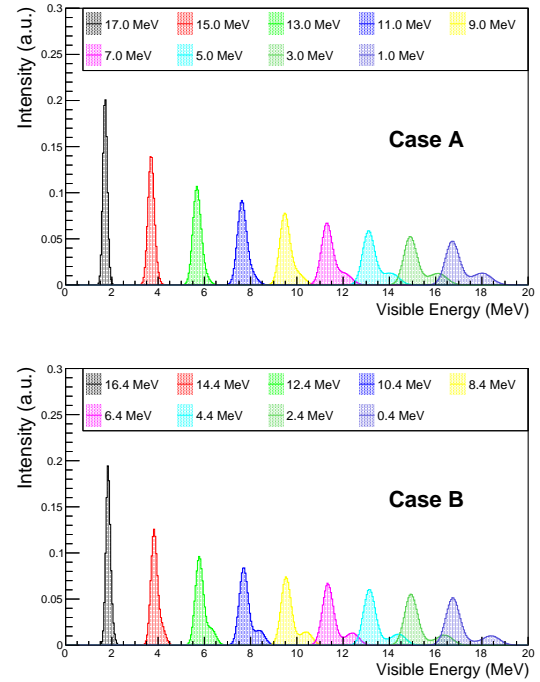 Intensity (a.u.)
0.3
0.25
0.2
0.15
0.1
0.05
0
17.0 MeV 15.0 MeV 13.0 MeV 11.0 MeV 9.0 MeV
7.0 MeV 5.0 MeV 3.0 MeV 1.0 MeV
Case A
0 2 4 6 8 10 12 14 16 18 20
Visible Energy (MeV)
Intensity (a.u.)
0.3
0.25
0.2
0.15
0.1
0.05
0
16.4 MeV 14.4 MeV 12.4 MeV 10.4 MeV 8.4 MeV
6.4 MeV 4.4 MeV 2.4 MeV 0.4 MeV
Case B
0 2 4 6 8 10 12 14 16 18 20
Visible Energy (MeV)